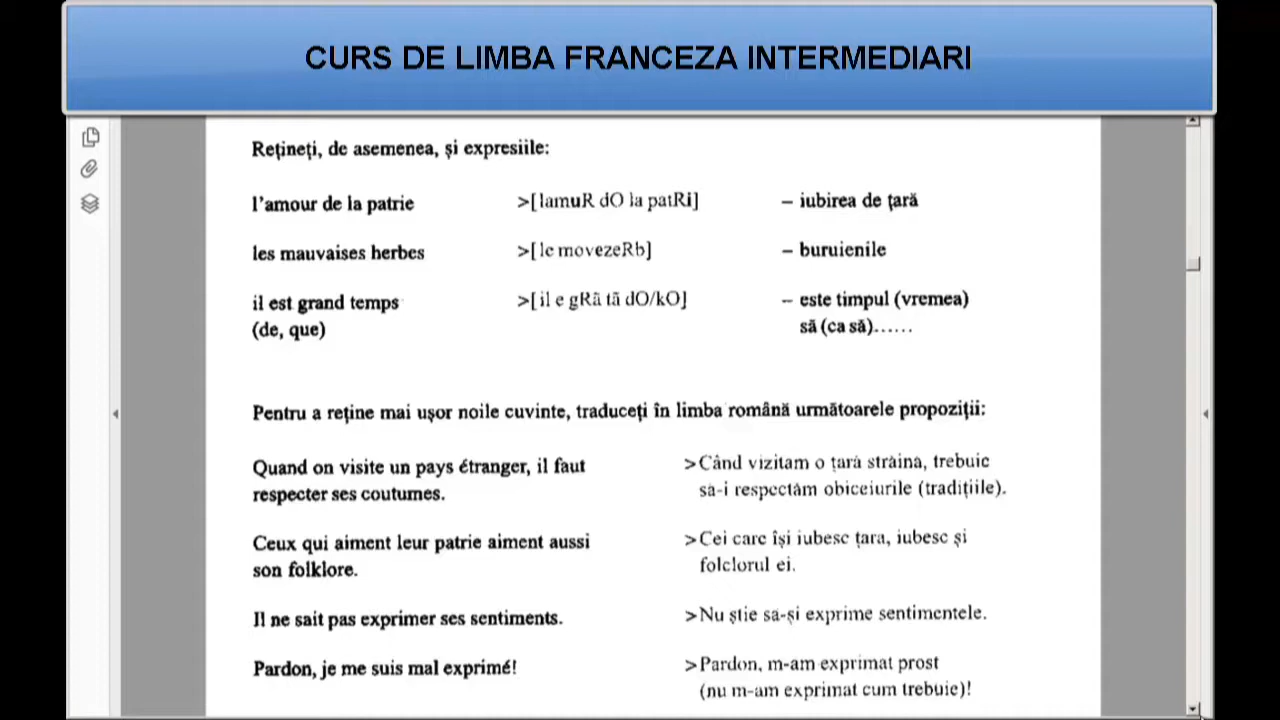 CURS DE LIMBA FRANCEZA INTERMEDIARI
Rețineți, de asemenea, și expresiile:
l'amour de la patrie >[ lamuR dO la patRi] – iubirea de țară
les mauvaises herbes >[ le movezeRb] – buruienile
il est grand temps >[ il e gRã tã dO/kO] – este timpul (vremea)
(de, que) să (ca să)......
Pentru a reține mai ușor noile cuvinte, traduceți în limba română următoarele propoziții:
Quand on visite un pays étranger, il faut >Când vizităm o țară străină, trebuie
respecter ses coutumes. să-i respectăm obiceiurile (tradițiile).
Ceux qui aiment leur patrie aiment aussi >Cei care își iubesc țara, iubesc și
son folklore. folclorul ei.
Il ne sait pas exprimer ses sentiments. >Nu știe să-și exprime sentimentele.
Pardon, je me suis mal exprimé! >Pardon, m-am exprimat prost
(nu m-am exprimat cum trebuie)!